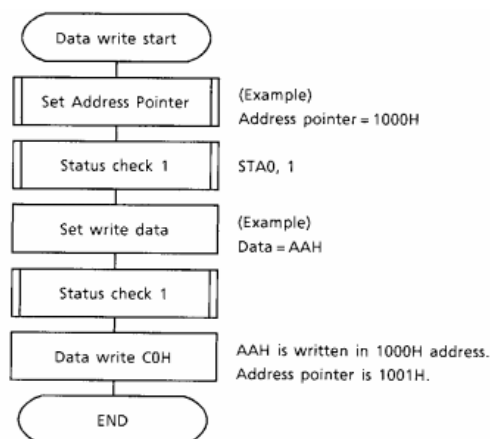 Data write start
Set Address Pointer
(Example)
Address pointer = 1000H
Status check 1
STA0, 1
Set write data
(Example)
Data = AAH
Status check 1
Data write C0H
AAH is written in 1000H address.
Address pointer is 1001H.
END